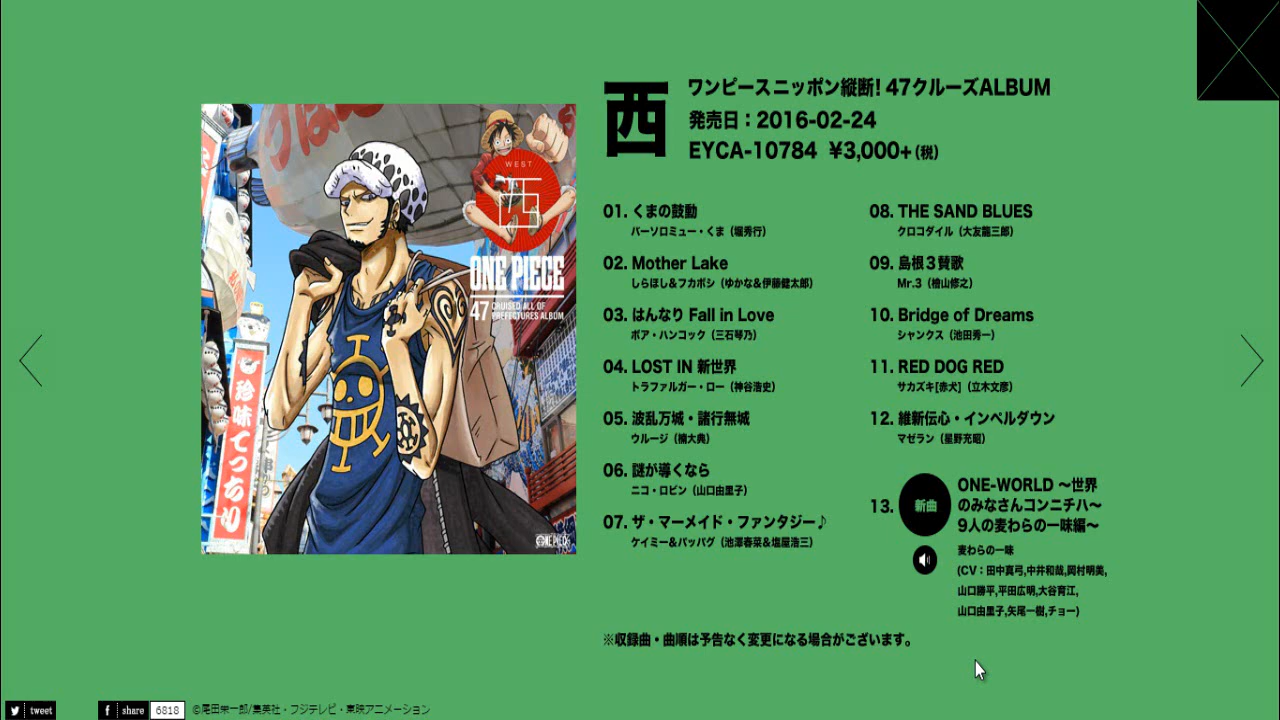 西
ワンピースニッポン縦断! 47クルーズALBUM
発売日：2016-02-24
EYCA-10784 ¥3,000+(税)
WEST
西
ONE PIECE
47 CRUISED ALL OF
PREFECTURES ALBUM
珍味てっちり
ONE PIECE
01. くまの鼓動
バーソロミュー・くま（堀秀行）
02. Mother Lake
しらほし&フカボシ（ゆかな&伊藤健太郎）
03. はんなり Fall in Love
ボア・ハンコック（三石琴乃）
04. LOST IN 新世界
トラファルガー・ロー（神谷浩史）
05. 波乱万城・諸行無城
ウルージ（楠大典）
06. 謎が導くなら
ニコ・ロビン（山口由里子）
07. ザ・マーメイド・ファンタジー♪
ケイミー&パッパグ（池澤春菜&塩屋浩三）
08. THE SAND BLUES
クロコダイル（大友龍三郎）
09. 島根３賛歌
Mr.3（檜山修之）
10. Bridge of Dreams
シャンクス（池田秀一）
11. RED DOG RED
サカズキ[赤犬]（立木文彦）
12. 維新伝心・インペルダウン
マゼラン（星野充昭）
13. 新曲 ONE-WORLD ～世界
のみなさんコンニチハ～
9人の麦わらの一味編～
麦わらの一味
(CV：田中真弓,中井和哉,岡村明美,
山口勝平,平田広明,大谷育江,
山口由里子,矢尾一樹,チョー)
※収録曲・曲順は予告なく変更になる場合がございます。
tweet
share 6818
©尾田栄一郎/集英社・フジテレビ・東映アニメーション